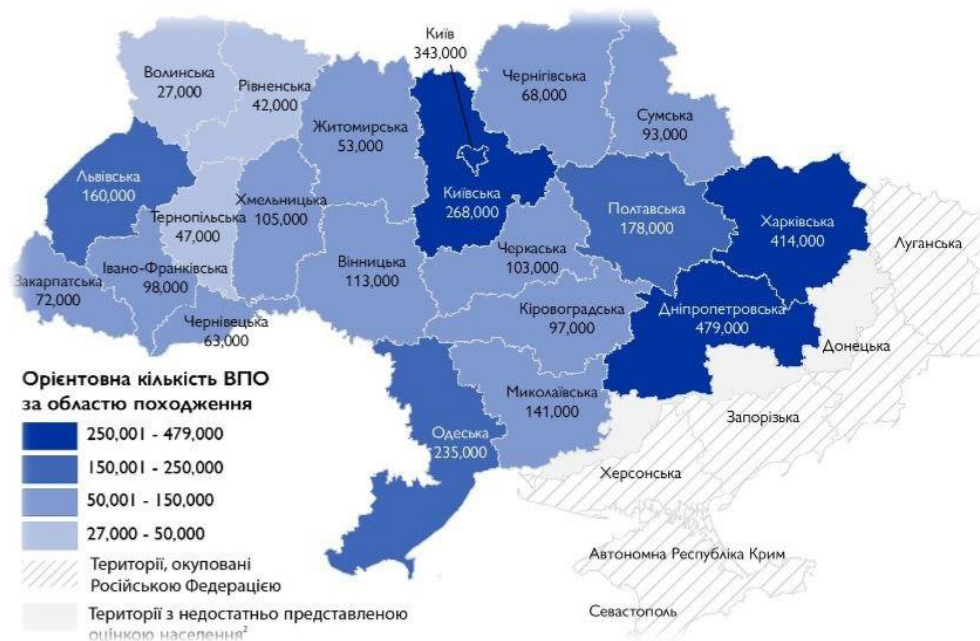 Київ
343,000
Волинська
27,000
Рівненська
42,000
Чернігівська
68,000
Сумська
93,000
Житомирська
53,000
Львівська
160,000
Хмельницька
105,000
Київська
268,000
Полтавська
178,000
Харківська
414,000
Луганська
Тернопільська
47,000
Черкаська
103,000
Івано-Франківська
98,000
Вінницька
113,000
Закарпатська
72,000
Чернівецька
63,000
Кіровоградська
97,000
Дніпропетровська
479,000
Донецька
Миколаївська
141,000
Запорізька
Одеська
235,000
Херсонська
Автономна Республіка Крим
Севастополь
Орієнтовна кількість ВПО
за областю походження
250,001 - 479,000
150,001 - 250,000
50,001 - 150,000
27,000 - 50,000
Території, окуповані
Російською Федерацією
Території з недостатньо представленою
оцінкою населення²